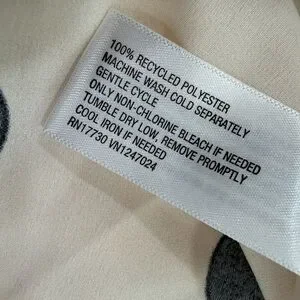 100% RECYCLED POLYESTER
MACHINE WASH COLD SEPARATELY
GENTLE CYCLE
ONLY NON-CHLORINE BLEACH IF NEEDED
TUMBLE DRY LOW, REMOVE PROMPTLY
COOL IRON IF NEEDED
RN17730 VN1247024